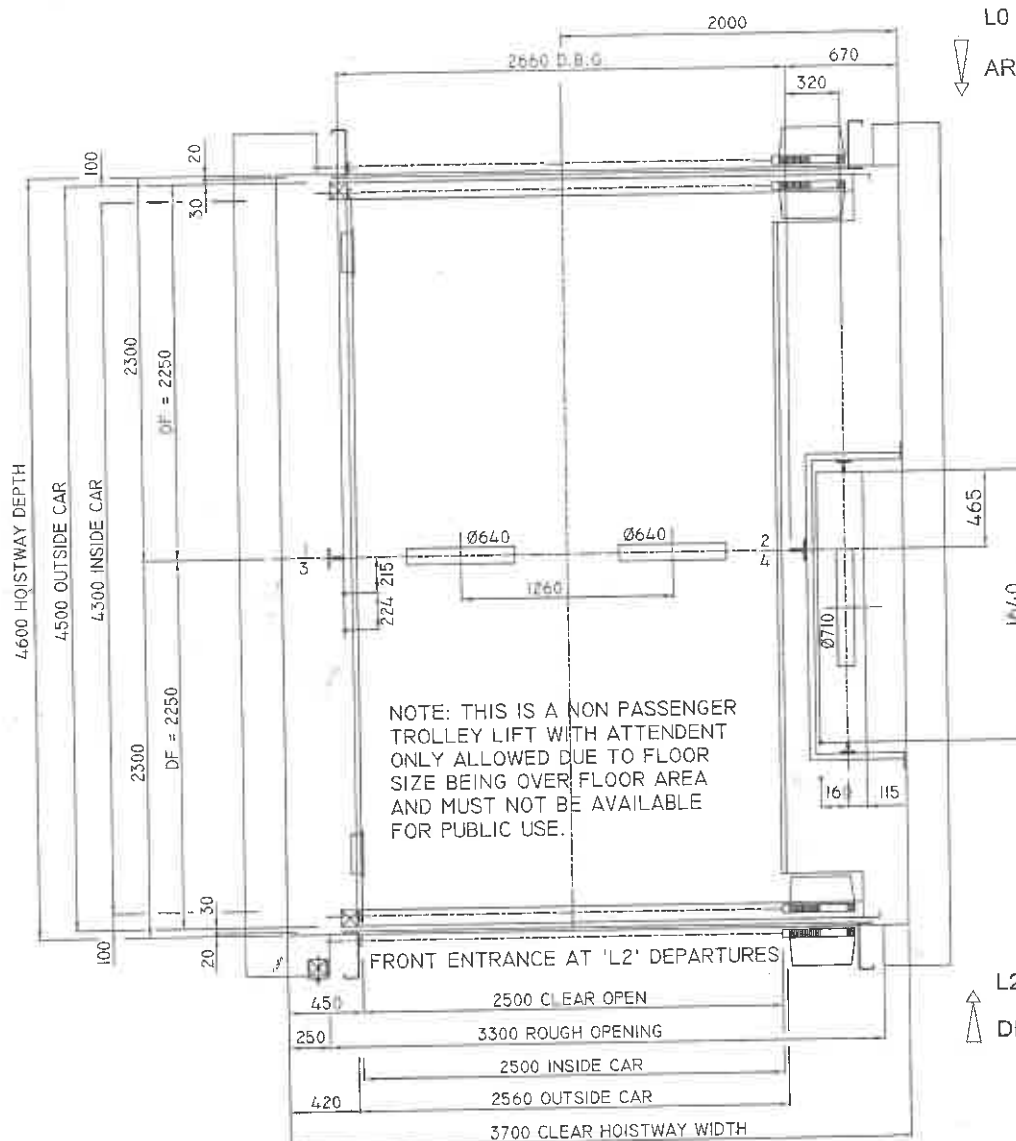 2000
L0
2660 D.B.G
670
AR
320
20
100
30
2300
DF = 2250
4600 HOISTWAY DEPTH
4500 OUTSIDE CAR
4300 INSIDE CAR
465
Ø640
Ø640
2
3
4
215
1260
224
1640
Ø710
NOTE: THIS IS A NON PASSENGER
TROLLEY LIFT WITH ATTENDENT
ONLY ALLOWED DUE TO FLOOR
SIZE BEING OVER FLOOR AREA
AND MUST NOT BE AVAILABLE
FOR PUBLIC USE.
2300
DF = 2250
160
115
30
100
20
FRONT ENTRANCE AT 'L2' DEPARTURES
L2
450
2500 CLEAR OPEN
250
3300 ROUGH OPENING
2500 INSIDE CAR
420
2560 OUTSIDE CAR
3700 CLEAR HOISTWAY WIDTH